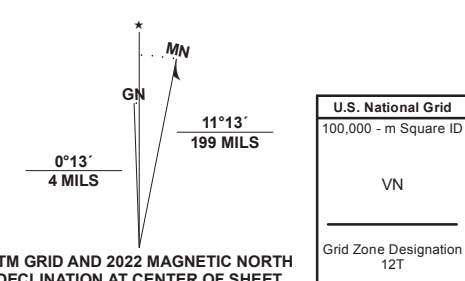 MN
GN
11°13´
199 MILS
0°13´
4 MILS
TM GRID AND 2022 MAGNETIC NORTH
DECLINATION AT CENTER OF SHEET
U.S. National Grid
100,000 - m Square ID
VN
Grid Zone Designation
12T